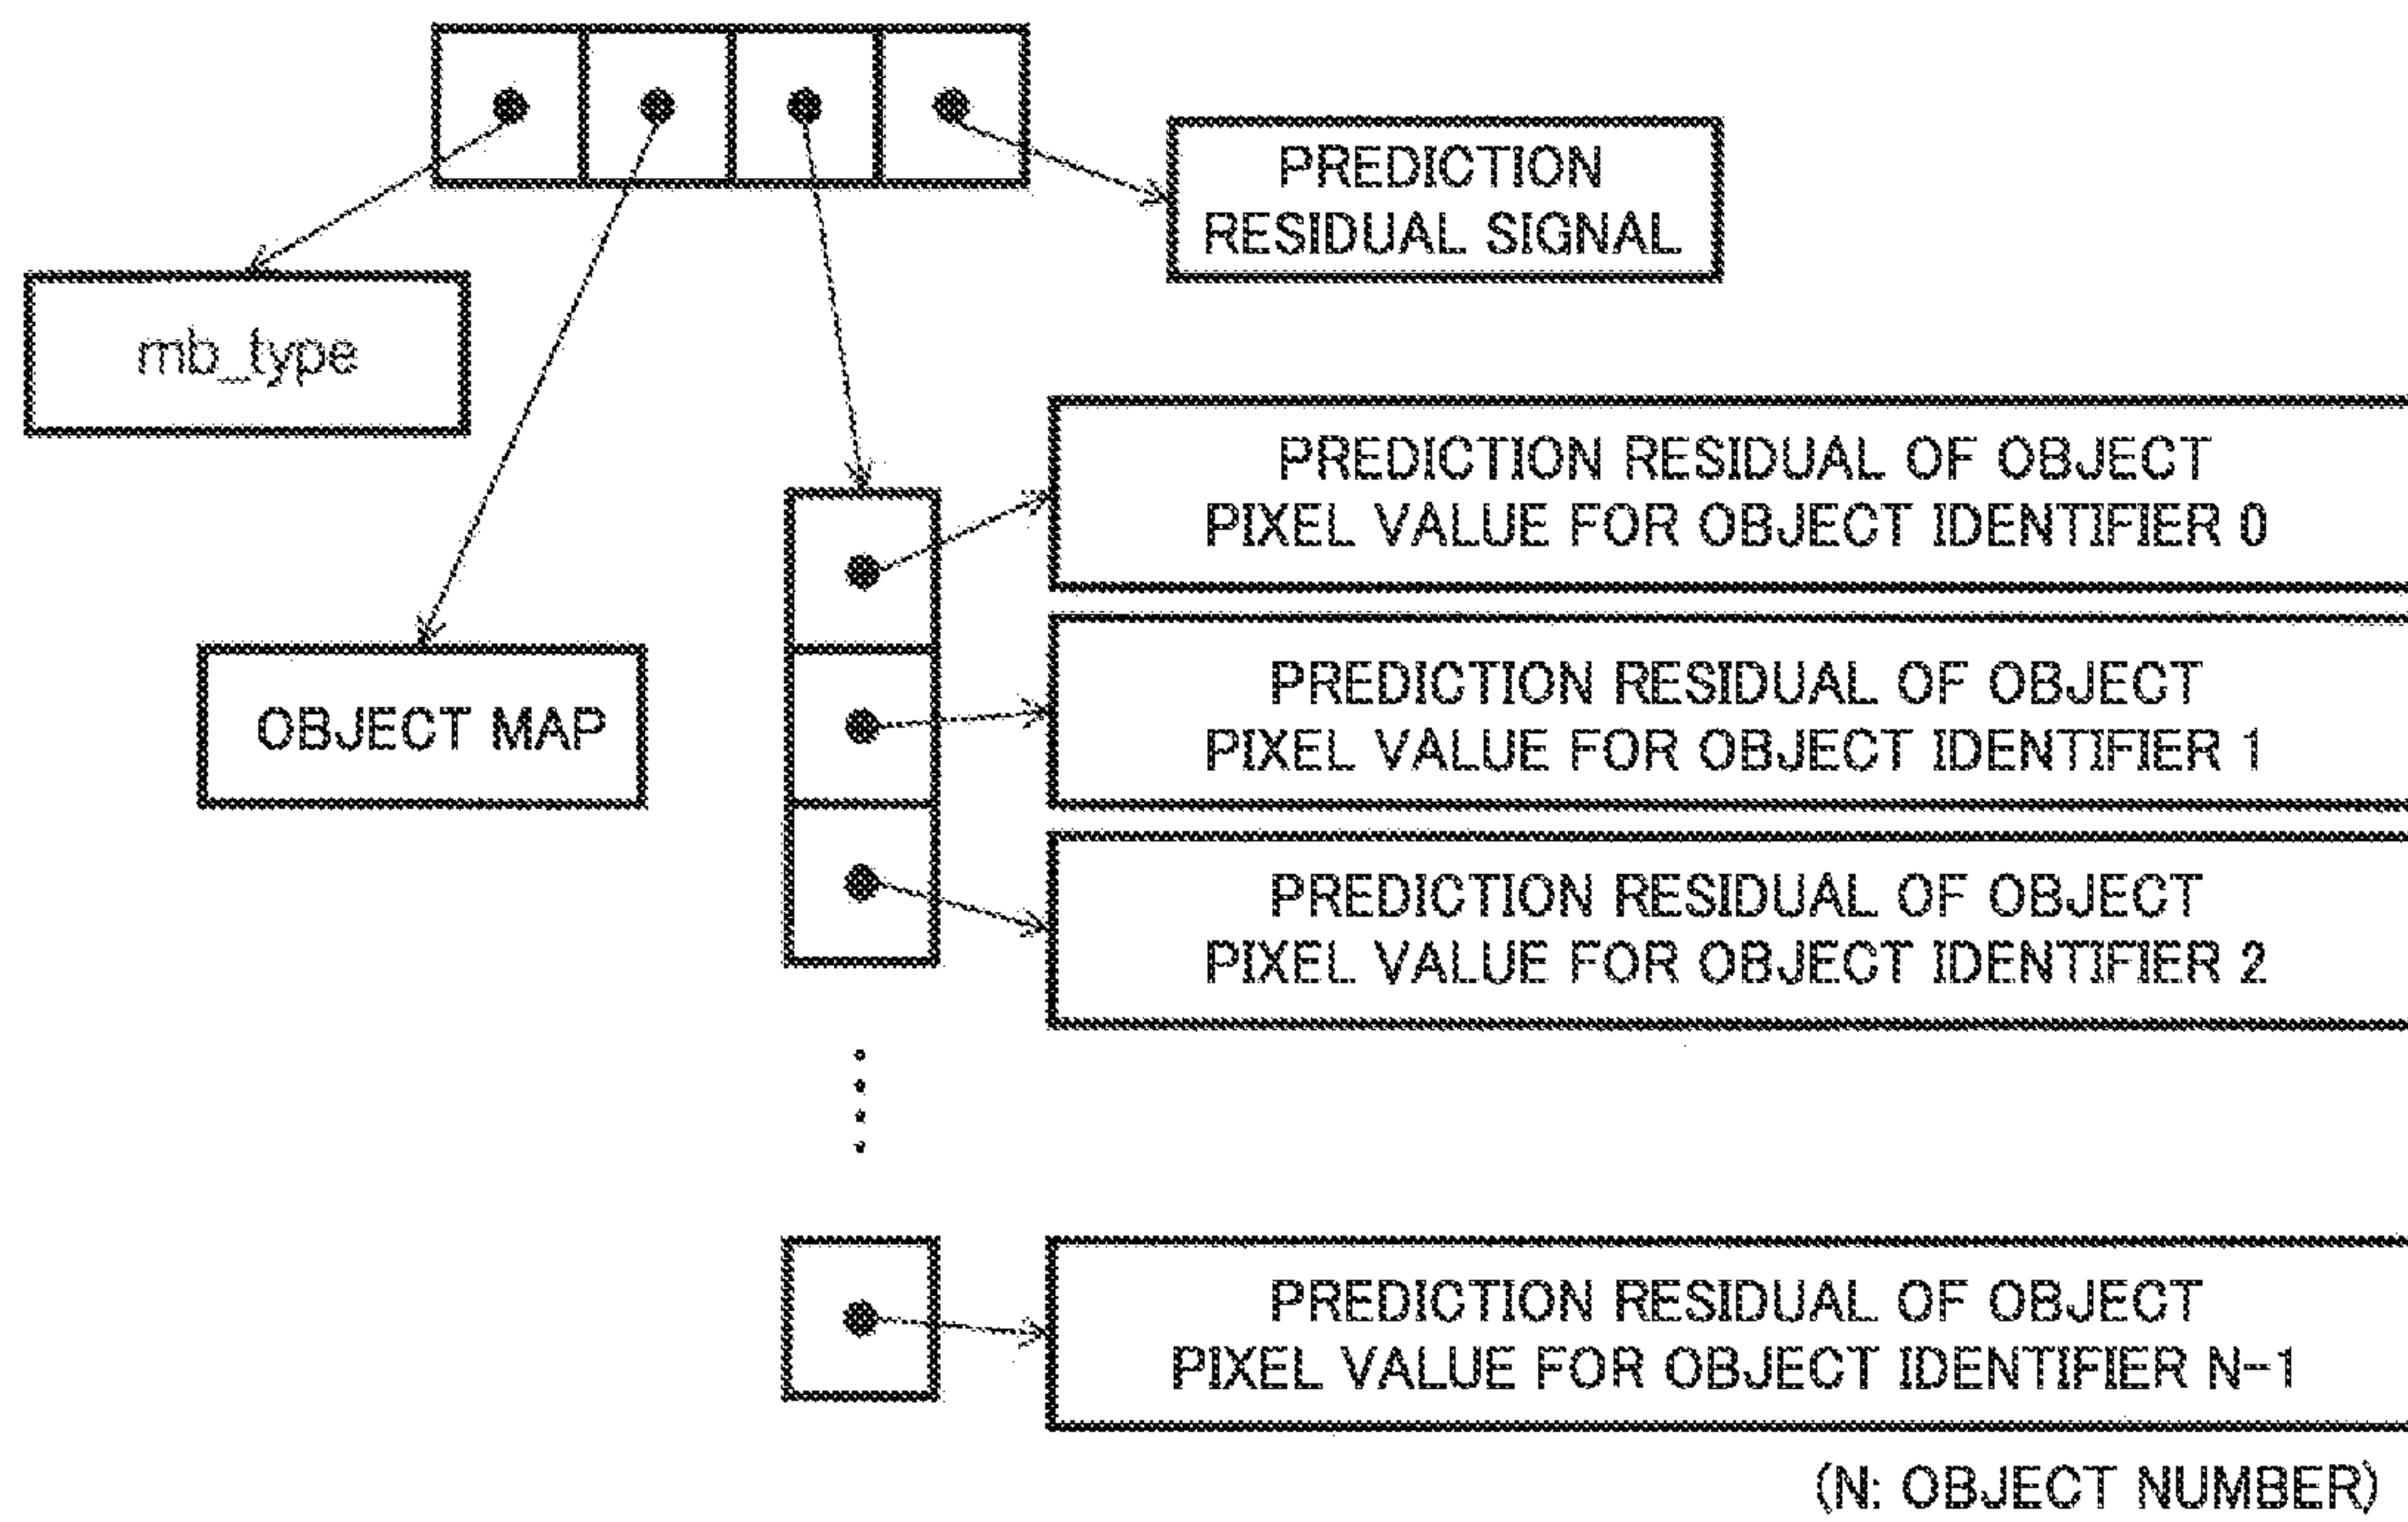 PREDICTION
RESIDUAL SIGNAL
mb_type
PREDICTION RESIDUAL OF OBJECT
PIXEL VALUE FOR OBJECT IDENTIFIER 0
OBJECT MAP
PREDICTION RESIDUAL OF OBJECT
PIXEL VALUE FOR OBJECT IDENTIFIER 1
PREDICTION RESIDUAL OF OBJECT
PIXEL VALUE FOR OBJECT IDENTIFIER 2
PREDICTION RESIDUAL OF OBJECT
PIXEL VALUE FOR OBJECT IDENTIFIER N-1
(N: OBJECT NUMBER)